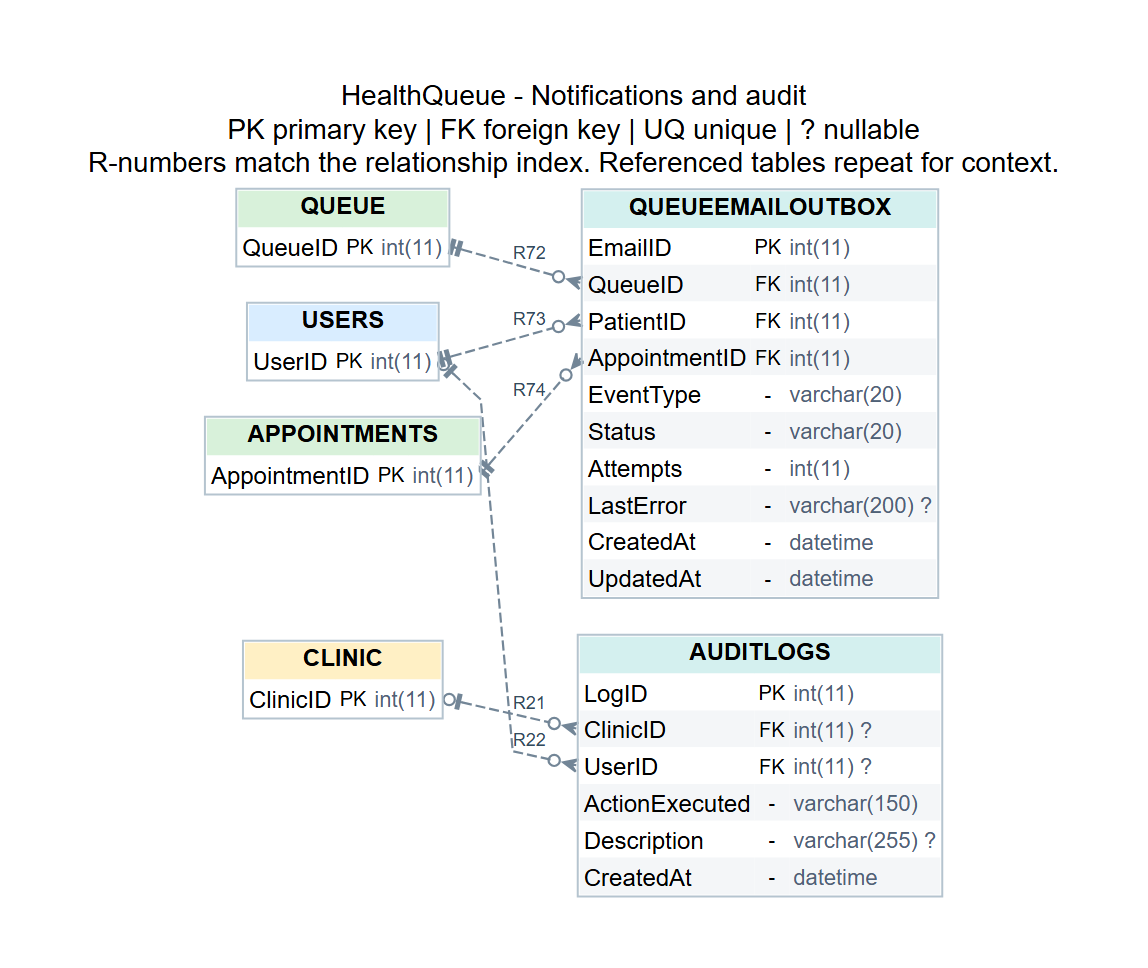 HealthQueue - Notifications and audit
PK primary key | FK foreign key | UQ unique | ? nullable
R-numbers match the relationship index. Referenced tables repeat for context.
QUEUE
QueueID PK int(11)
USERS
UserID PK int(11)
APPOINTMENTS
AppointmentID PK int(11)
CLINIC
ClinicID PK int(11)
R72
R73
R74
R21
R22
QUEUEEMAILOUTBOX
EmailID PK int(11)
QueueID FK int(11)
PatientID FK int(11)
AppointmentID FK int(11)
EventType - varchar(20)
Status - varchar(20)
Attempts - int(11)
LastError - varchar(200) ?
CreatedAt - datetime
UpdatedAt - datetime
AUDITLOGS
LogID PK int(11)
ClinicID FK int(11) ?
UserID FK int(11) ?
ActionExecuted - varchar(150)
Description - varchar(255) ?
CreatedAt - datetime